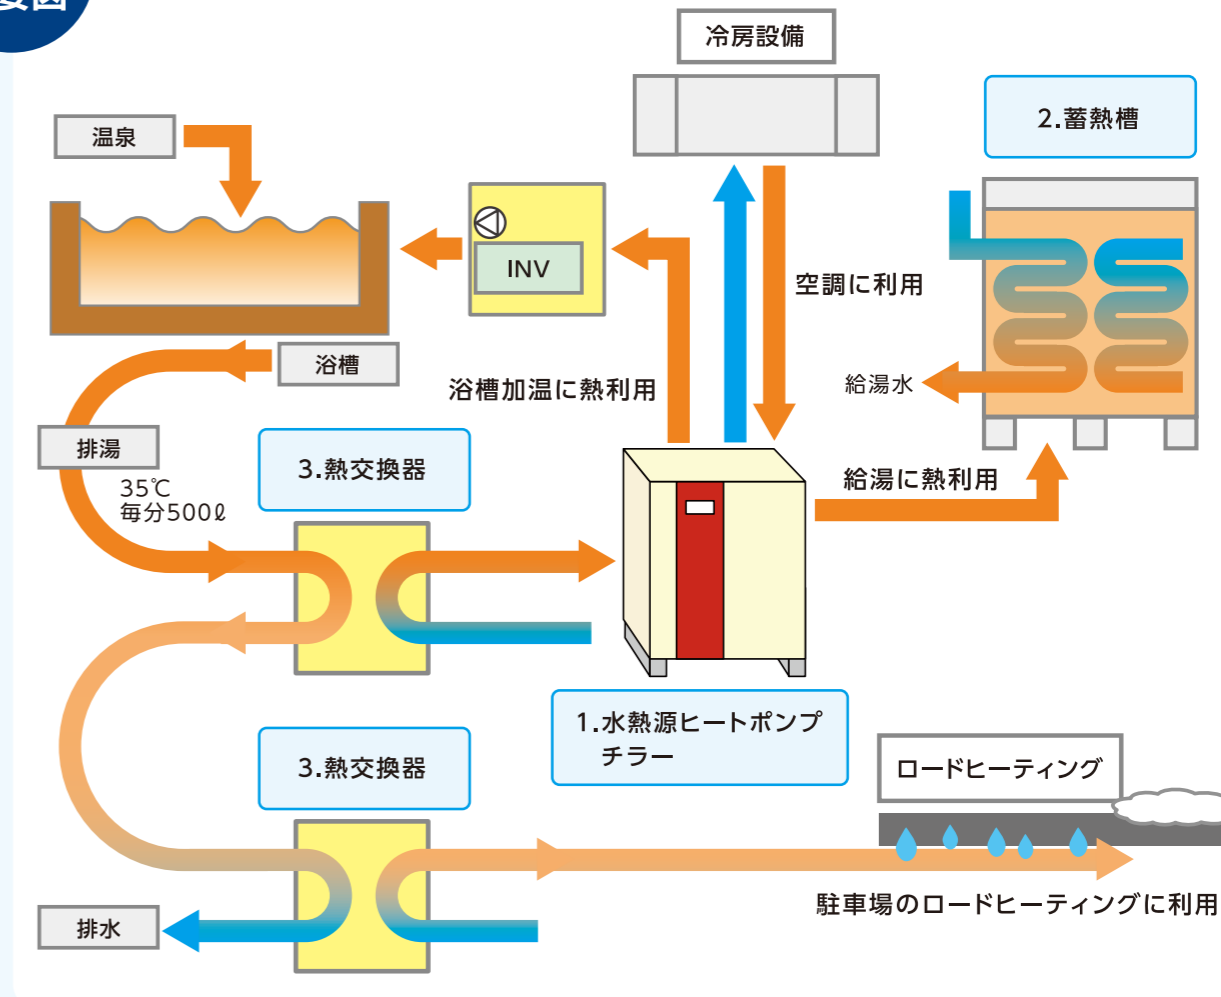 要図
冷房設備
温泉
2.蓄熱槽
INV
空調に利用
浴槽
浴槽加温に熱利用
給湯水
排湯
35℃
毎分500ℓ
3.熱交換器
給湯に熱利用
1.水熱源ヒートポンプ
チラー
3.熱交換器
ロードヒーティング
駐車場のロードヒーティングに利用
排水